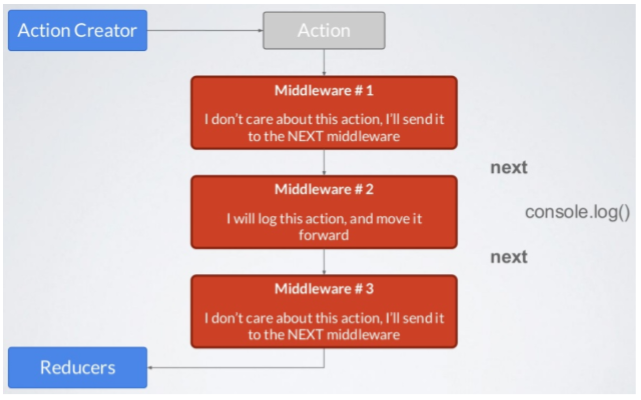 Action Creator
Action
Middleware # 1
I don't care about this action, I'll send it
to the NEXT middleware
next
Middleware # 2
I will log this action, and move it
forward
console.log()
next
Middleware # 3
I don't care about this action, I'll send it
to the NEXT middleware
Reducers